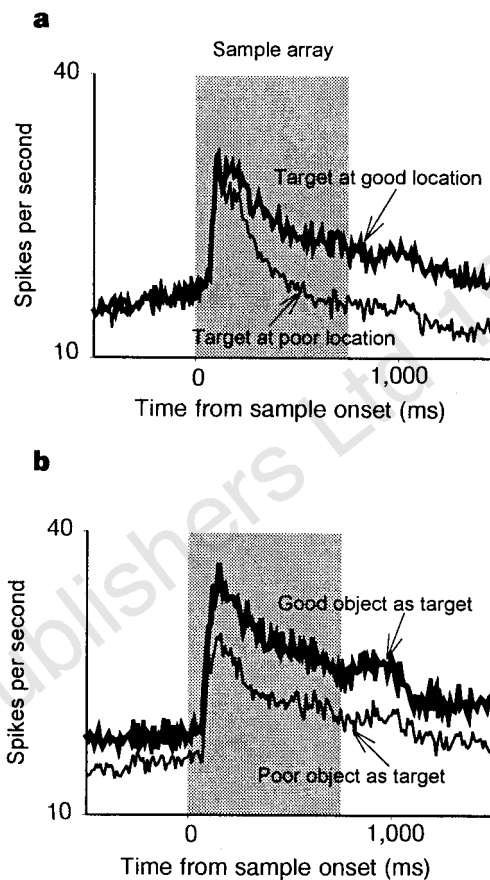 a
Sample array
40
Spikes per second
Target at good location
Target at poor location
10
0
1,000
Time from sample onset (ms)
b
40
Spikes per second
Good object as target
Poor object as target
10
0
1,000
Time from sample onset (ms)
ublishers Ltd